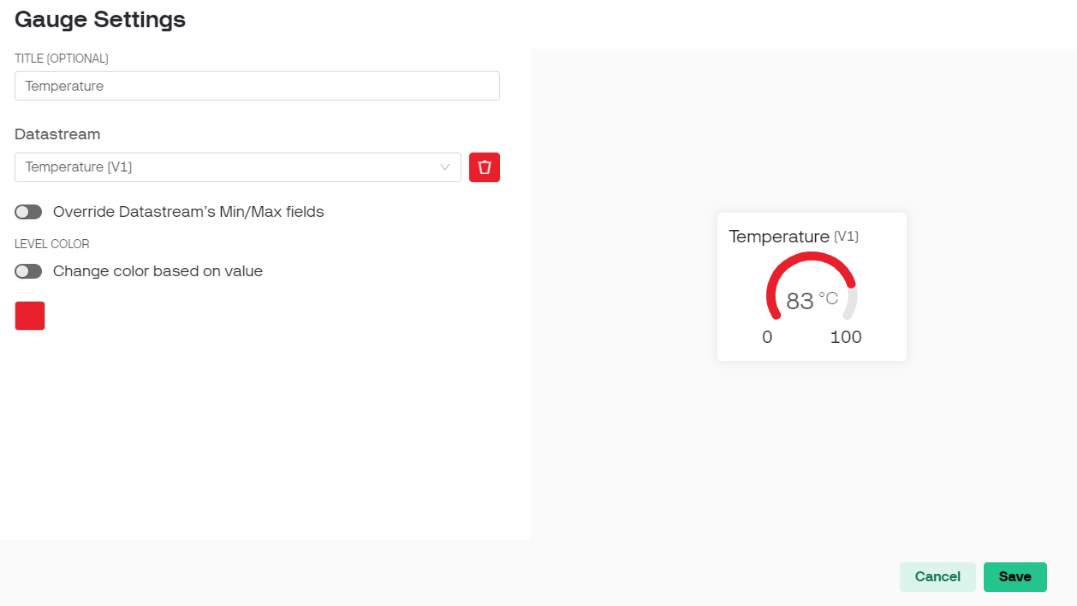 Gauge Settings
TITLE (OPTIONAL)
Temperature
Datastream
Temperature (V1)
Override Datastream's Min/Max fields
LEVEL COLOR
Change color based on value
Temperature (V1)
83 °C
0 100
Cancel Save